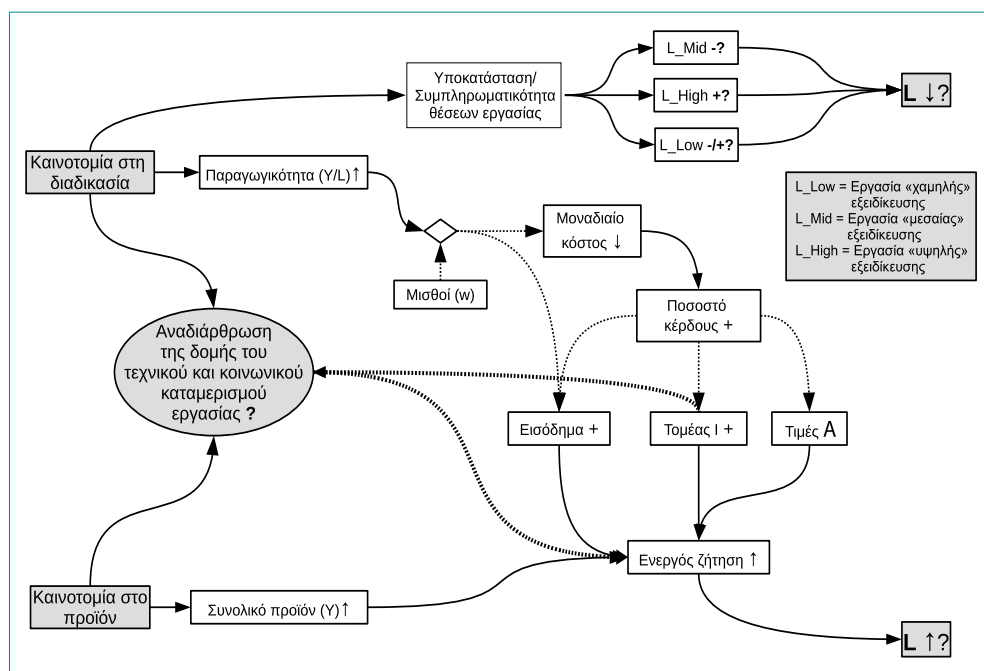 Υποκατάσταση/
Συμπληρωματικότητα
θέσεων εργασίας
L_Mid -?
L_High +?
L_Low -/+?
L ↓?
Καινοτομία στη
διαδικασία
Παραγωγικότητα (Y/L)↑
L_Low = Εργασία «χαμηλής»
εξειδίκευσης
L_Mid = Εργασία «μεσαίας»
εξειδίκευσης
L_High = Εργασία «υψηλής»
εξειδίκευσης
Μοναδιαίο
κόστος ↓
Μισθοί (w)
Ποσοστό
κέρδους +
Αναδιάρθρωση
της δομής του
τεχνικού και κοινωνικού
καταμερισμού
εργασίας ?
Εισόδημα +
Τομέας Ι +
Τιμές A
Ενεργός ζήτηση ↑
Καινοτομία στο
προϊόν
Συνολικό προϊόν (Y)↑
L ↑?